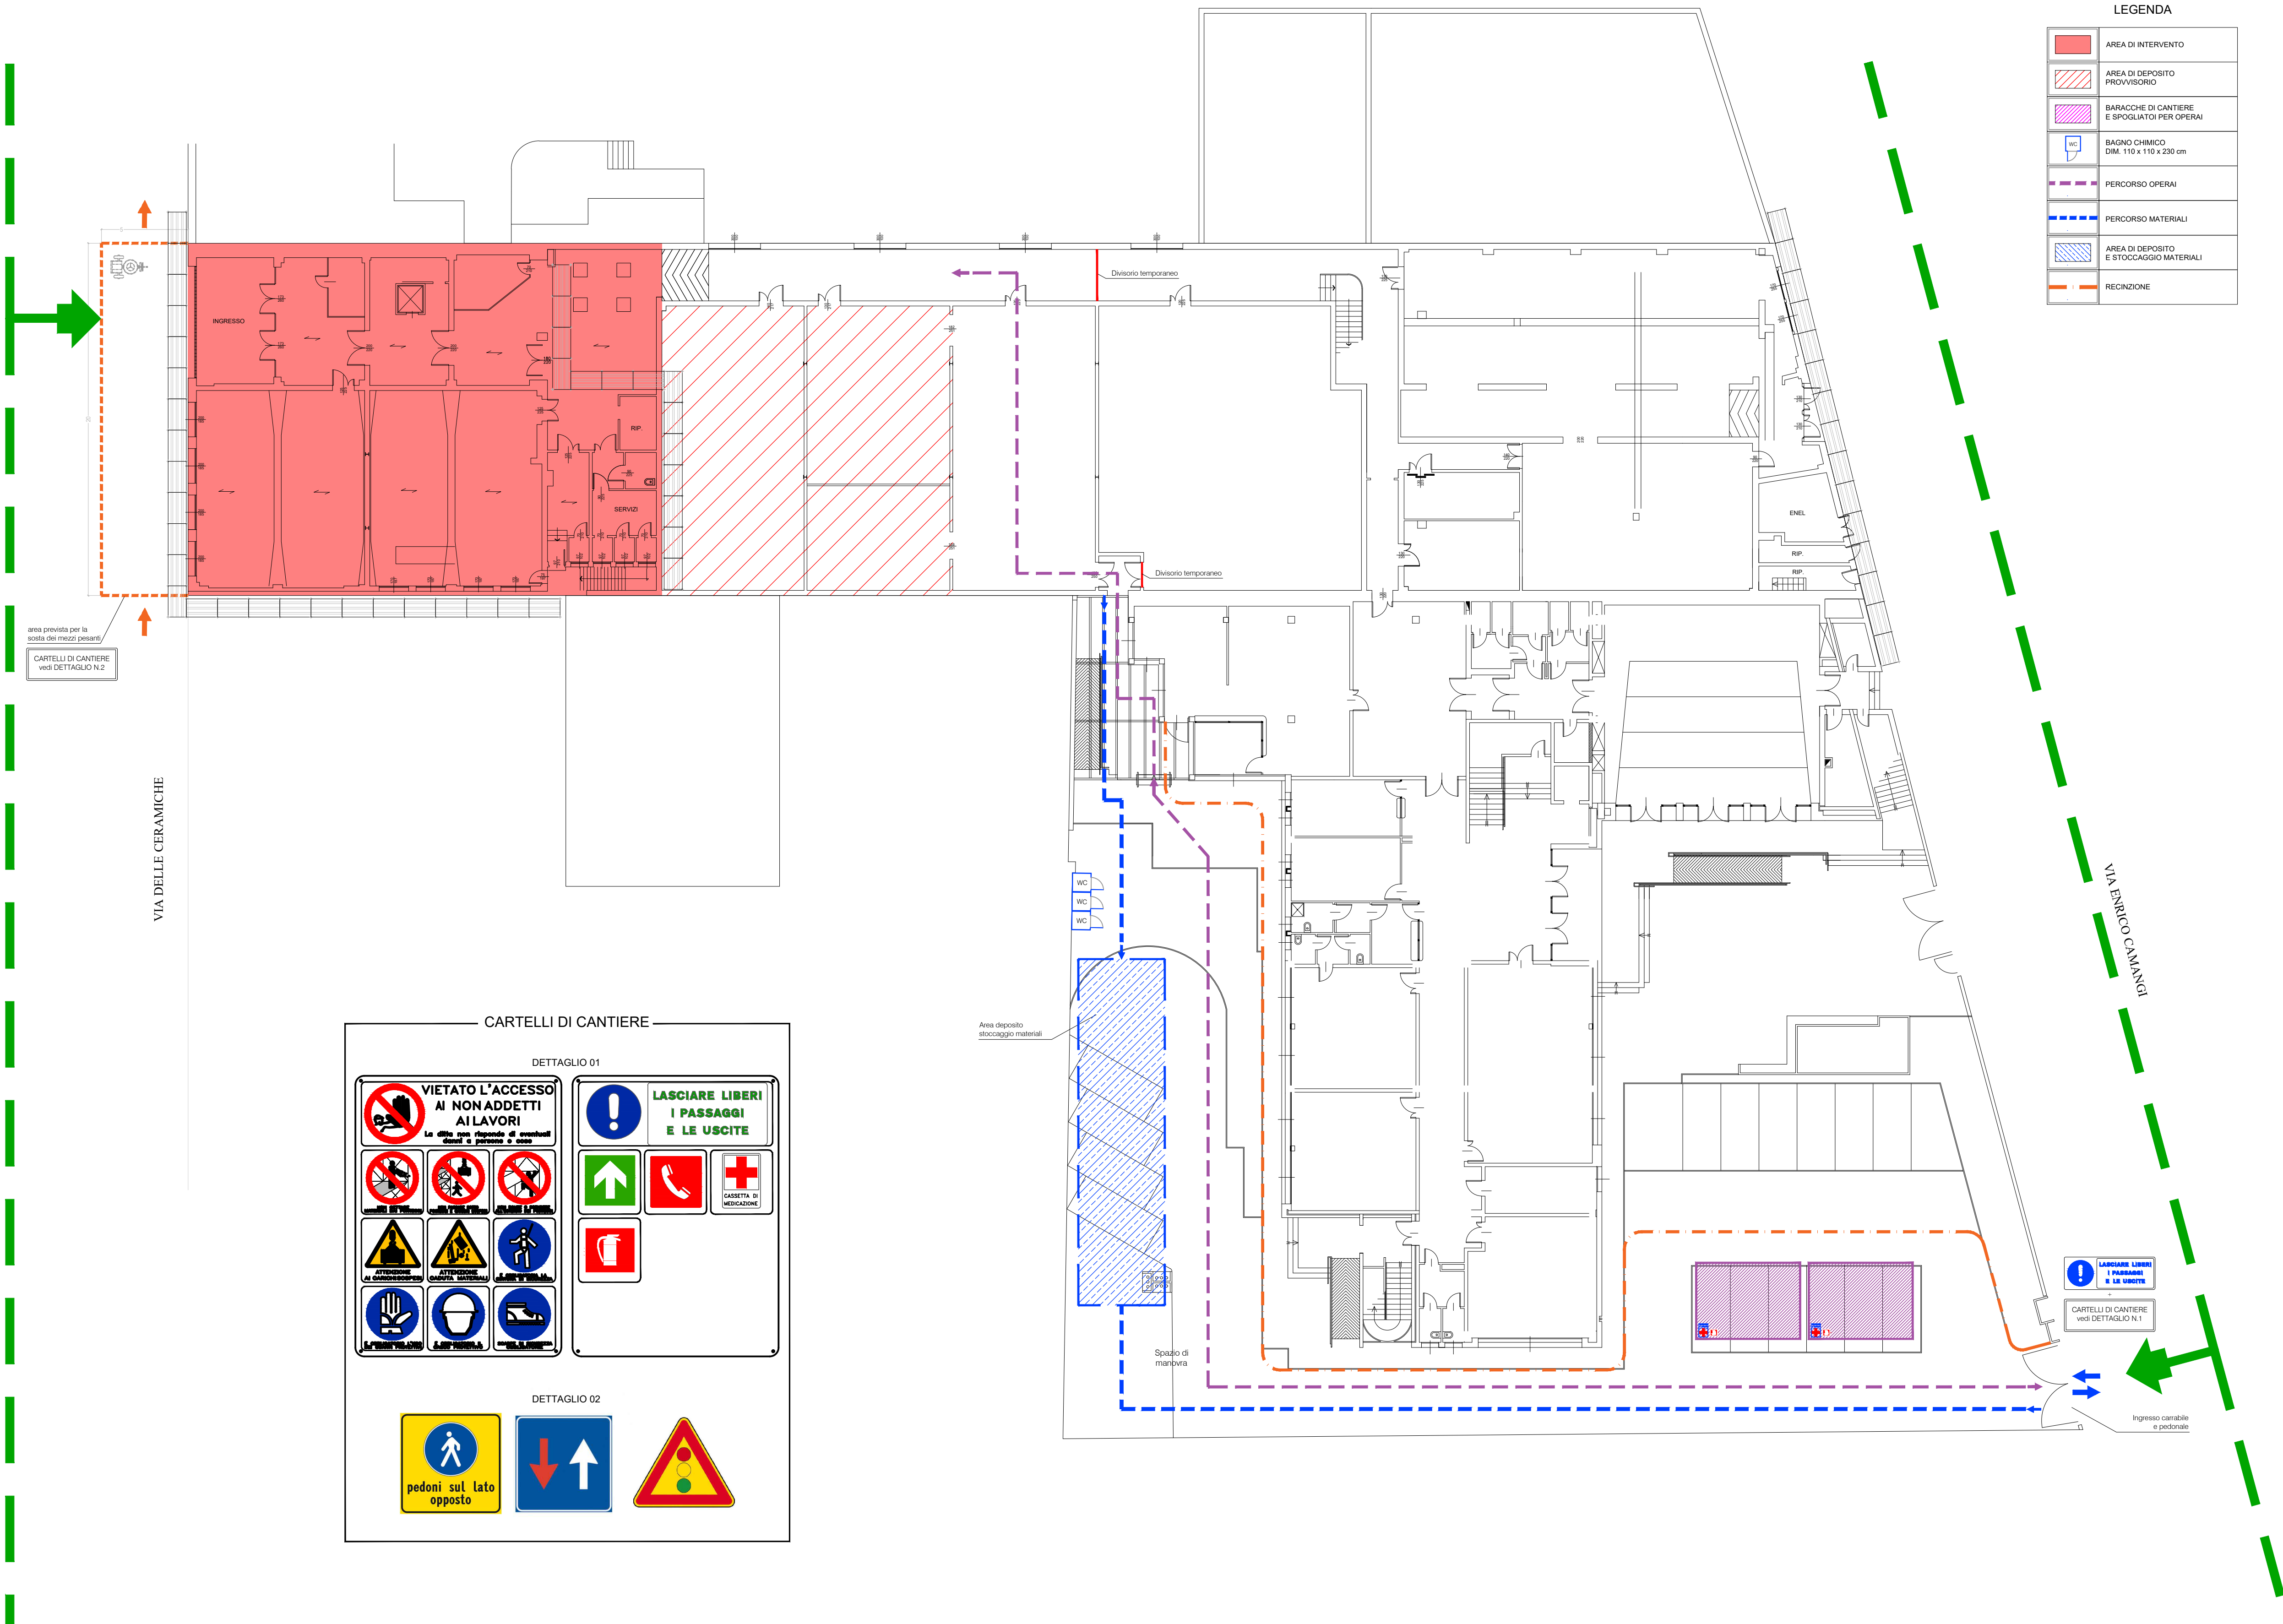 LEGENDA
AREA DI INTERVENTO
AREA DI DEPOSITO
PROVVISORIO
BARACCHE DI CANTIERE
E SPOGLIATOI PER OPERAI
WC
BAGNO CHIMICO
DIM. 110 x 110 x 230 cm
PERCORSO OPERAI
PERCORSO MATERIALI
AREA DI DEPOSITO
E STOCCAGGIO MATERIALI
RECINZIONE
Divisorio temporaneo
INGRESSO
RIP.
SERVIZI
ENEL
RIP.
RIP.
Divisorio temporaneo
area prevista per la
sosta dei mezzi pesanti
CARTELLI DI CANTIERE
vedi DETTAGLIO N.2
VIA DELLE CERAMICHE
VIA ENRICO CAMANGI
WC
WC
WC
Area deposito
stoccaggio materiali
Spazio di
manovra
LASCIARE LIBERI
I PASSAGGI
E LE USCITE
+
CARTELLI DI CANTIERE
vedi DETTAGLIO N.1
Ingresso carrabile
e pedonale
CARTELLI DI CANTIERE
DETTAGLIO 01
VIETATO L'ACCESSO
AI NON ADDETTI
AI LAVORI
La ditta non risponde di eventuali
danni a persone o cose
LASCIARE LIBERI
I PASSAGGI
E LE USCITE
CASSETTA DI
MEDICAZIONE
ATTENZIONE
AI CARICHI SOSPESI
ATTENZIONE
CADUTA MATERIALI
DETTAGLIO 02
pedoni sul lato
opposto